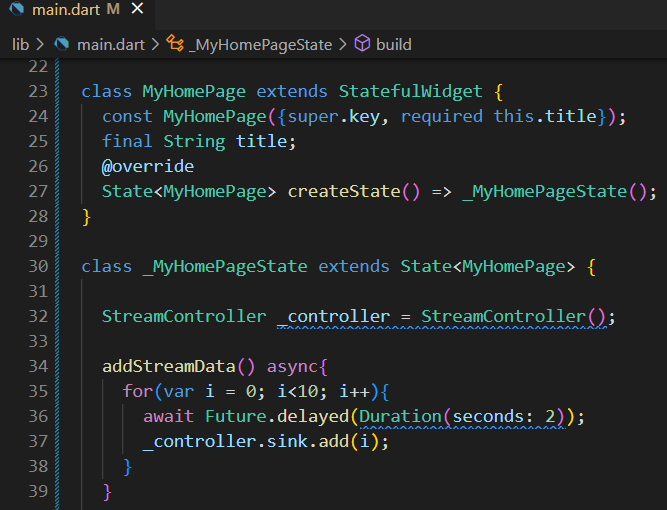 main.dart M
lib > main.dart > _MyHomePageState > build
22
23 class MyHomePage extends StatefulWidget {
24 const MyHomePage({super.key, required this.title});
25 final String title;
26 @override
27 State<MyHomePage> createState() => _MyHomePageState();
28 }
29
30 class _MyHomePageState extends State<MyHomePage> {
31
32 StreamController _controller = StreamController();
33
34 addStreamData() async{
35 for(var i = 0; i<10; i++){
36 await Future.delayed(Duration(seconds: 2));
37 _controller.sink.add(i);
38 }
39 }